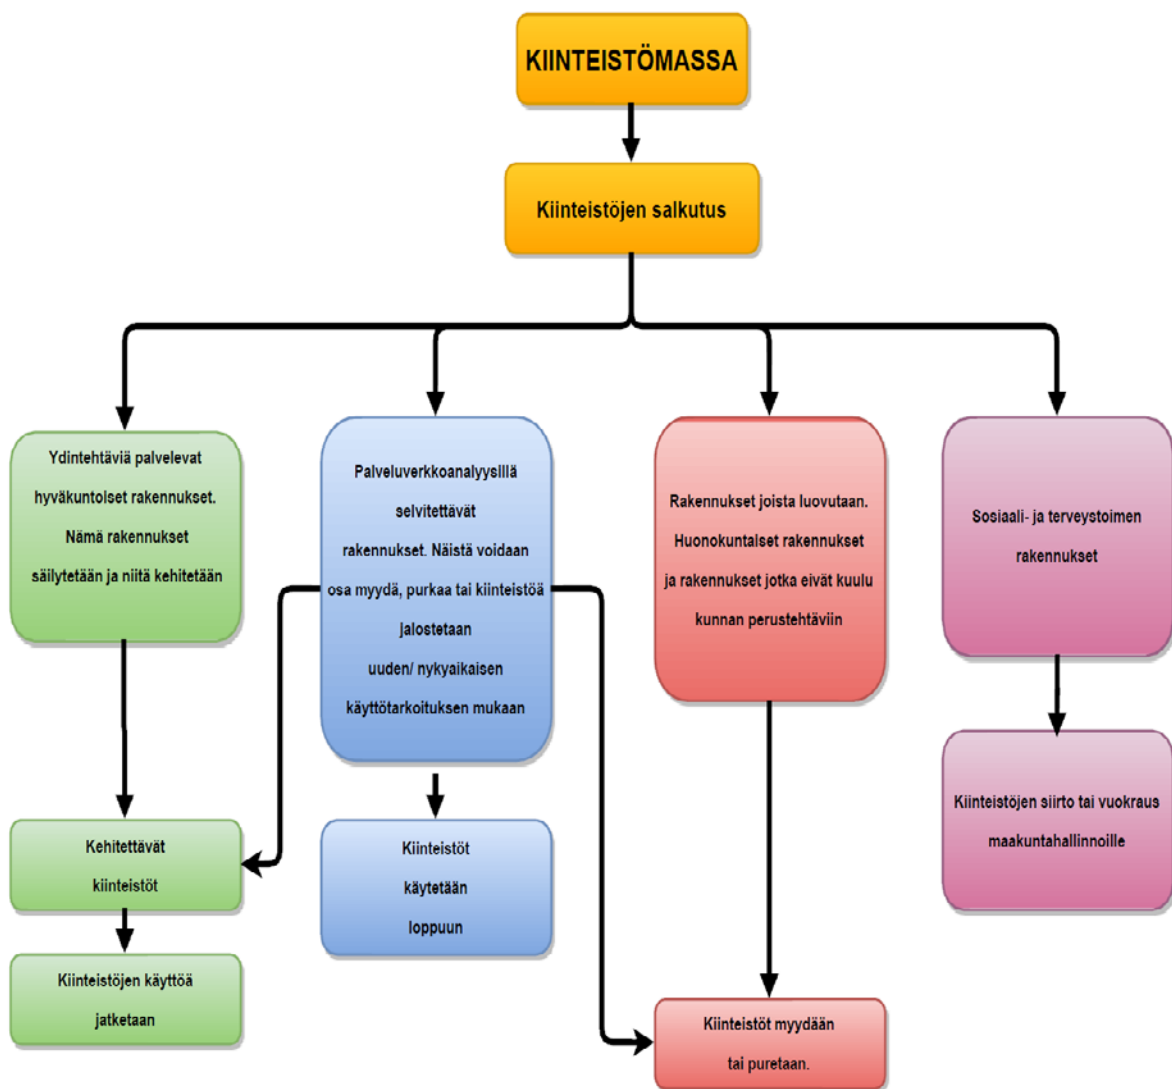 KIINTEISTÖMASSA
Kiinteistöjen salkutus
Ydintehtäviä palvelevat
hyväkuntoiset rakennukset.
Nämä rakennukset
säilytetään ja niitä kehitetään
Palveluverkkoanalyysillä
selvitettävät
rakennukset. Näistä voidaan
osa myydä, purkaa tai kiinteistöä
jalostetaan
uuden/ nykyaikaisen
käyttötarkoituksen mukaan
Rakennukset joista luovutaan.
Huonokuntaiset rakennukset
ja rakennukset jotka eivät kuulu
kunnan perustehtäviin
Sosiaali- ja terveystoimen
rakennukset
Kehitettävät
kiinteistöt
Kiinteistöjen käyttöä
jatketaan
Kiinteistöt
käytetään
loppuun
Kiinteistöt myydään
tai puretaan.
Kiinteistöjen siirto tai vuokraus
maakuntahallinnoille